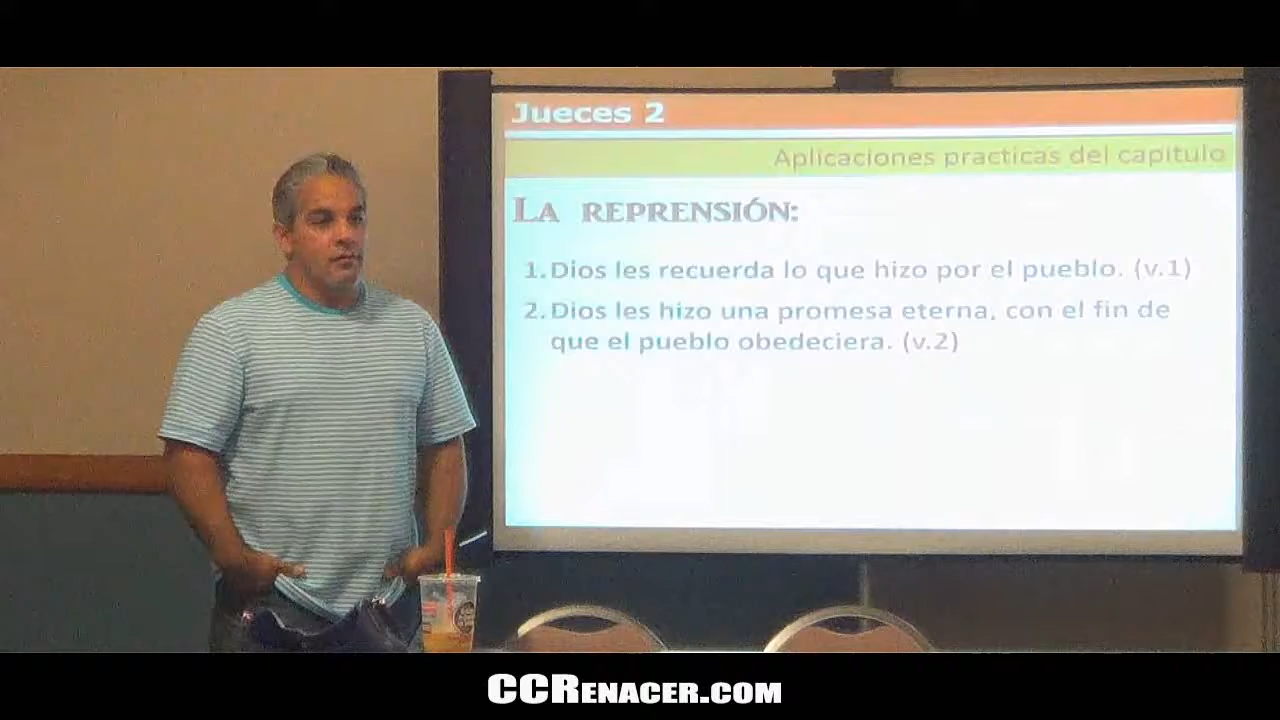 Jueces 2
Aplicaciones practicas del capitulo
LA REPRENSIÓN:
1. Dios les recuerda lo que hizo por el pueblo. (v.1)
2. Dios les hizo una promesa eterna, con el fin de
que el pueblo obedeciera. (v.2)
CCRENACER.COM